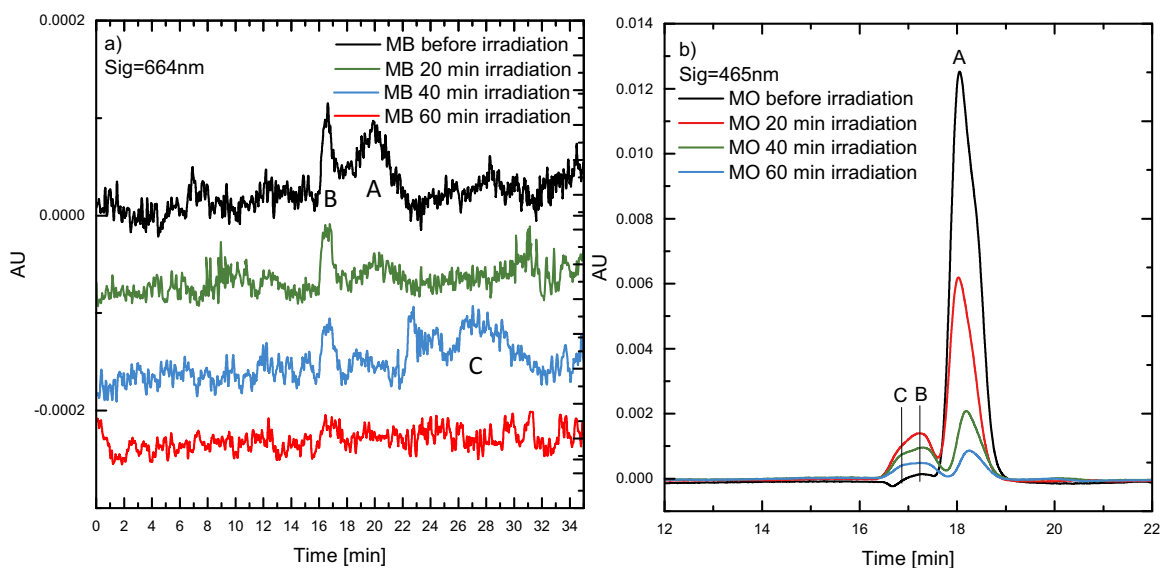 a)
Sig=664nm
MB before irradiation
MB 20 min irradiation
MB 40 min irradiation
MB 60 min irradiation
B
A
C
0.0002
0.0000
-0.0002
AU
0 2 4 6 8 10 12 14 16 18 20 22 24 26 28 30 32 34
Time [min]
b)
Sig=465nm
MO before irradiation
MO 20 min irradiation
MO 40 min irradiation
MO 60 min irradiation
A
C B
0.014
0.012
0.010
0.008
0.006
0.004
0.002
0.000
AU
12 14 16 18 20 22
Time [min]